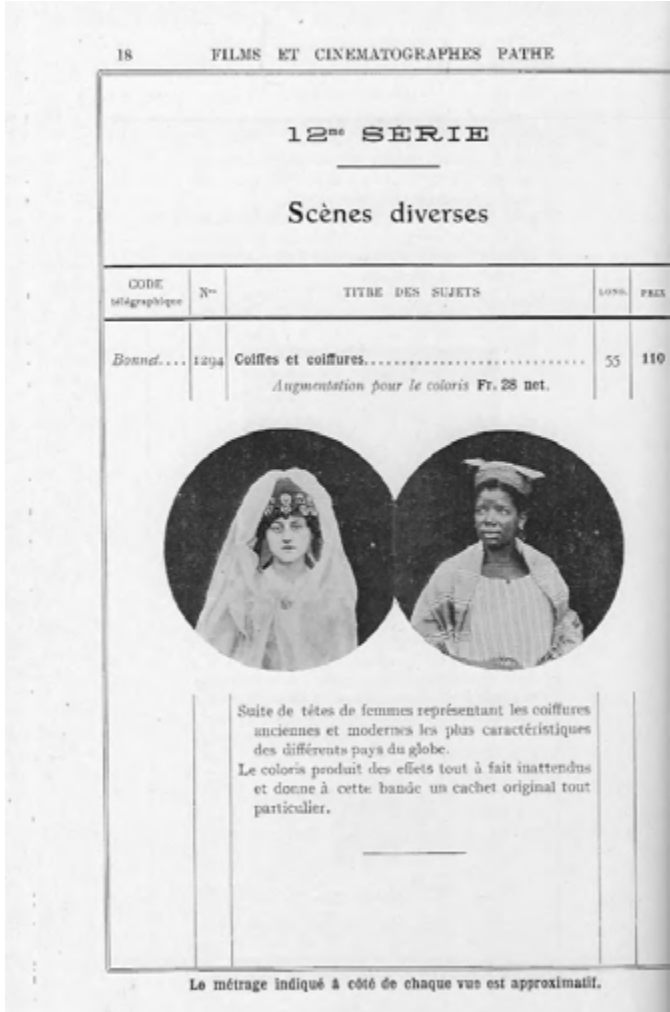 18 FILMS ET CINEMATOGRAPHES PATHE
12me SÉRIE
Scènes diverses
CODE télégraphique Nos TITRE DES SUJETS LONG. PRIX
Bonnet.... 1294 Coiffes et coiffures.............................. 55 110
Augmentation pour le coloris Fr. 28 net.
Suite de têtes de femmes représentant les coiffures
anciennes et modernes les plus caractéristiques
des différents pays du globe.
Le coloris produit des effets tout à fait inattendus
et donne à cette bande un cachet original tout
particulier.
Le métrage indiqué à côté de chaque vue est approximatif.